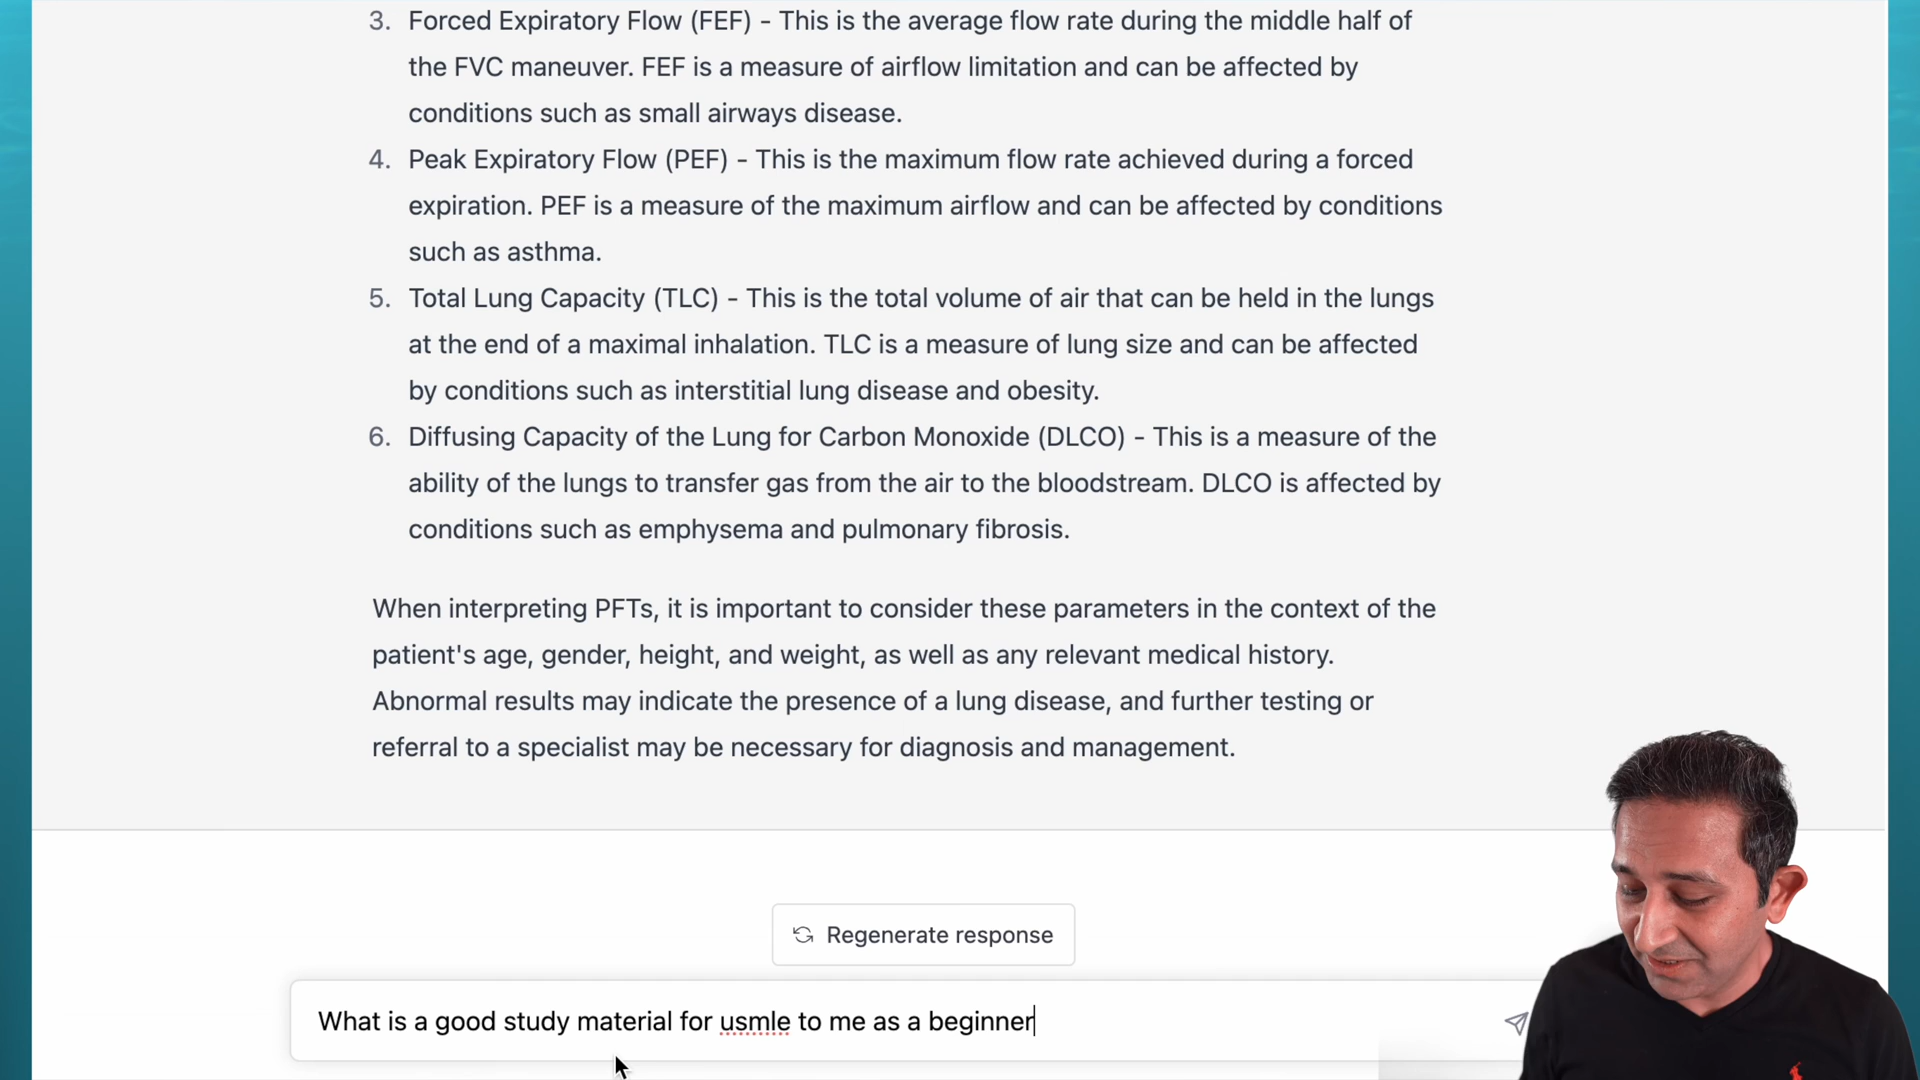 3. Forced Expiratory Flow (FEF) - This is the average flow rate during the middle half of
the FVC maneuver. FEF is a measure of airflow limitation and can be affected by
conditions such as small airways disease.
4. Peak Expiratory Flow (PEF) - This is the maximum flow rate achieved during a forced
expiration. PEF is a measure of the maximum airflow and can be affected by conditions
such as asthma.
5. Total Lung Capacity (TLC) - This is the total volume of air that can be held in the lungs
at the end of a maximal inhalation. TLC is a measure of lung size and can be affected
by conditions such as interstitial lung disease and obesity.
6. Diffusing Capacity of the Lung for Carbon Monoxide (DLCO) - This is a measure of the
ability of the lungs to transfer gas from the air to the bloodstream. DLCO is affected by
conditions such as emphysema and pulmonary fibrosis.
When interpreting PFTs, it is important to consider these parameters in the context of the
patient's age, gender, height, and weight, as well as any relevant medical history.
Abnormal results may indicate the presence of a lung disease, and further testing or
referral to a specialist may be necessary for diagnosis and management.
Regenerate response
What is a good study material for usmle to me as a beginner